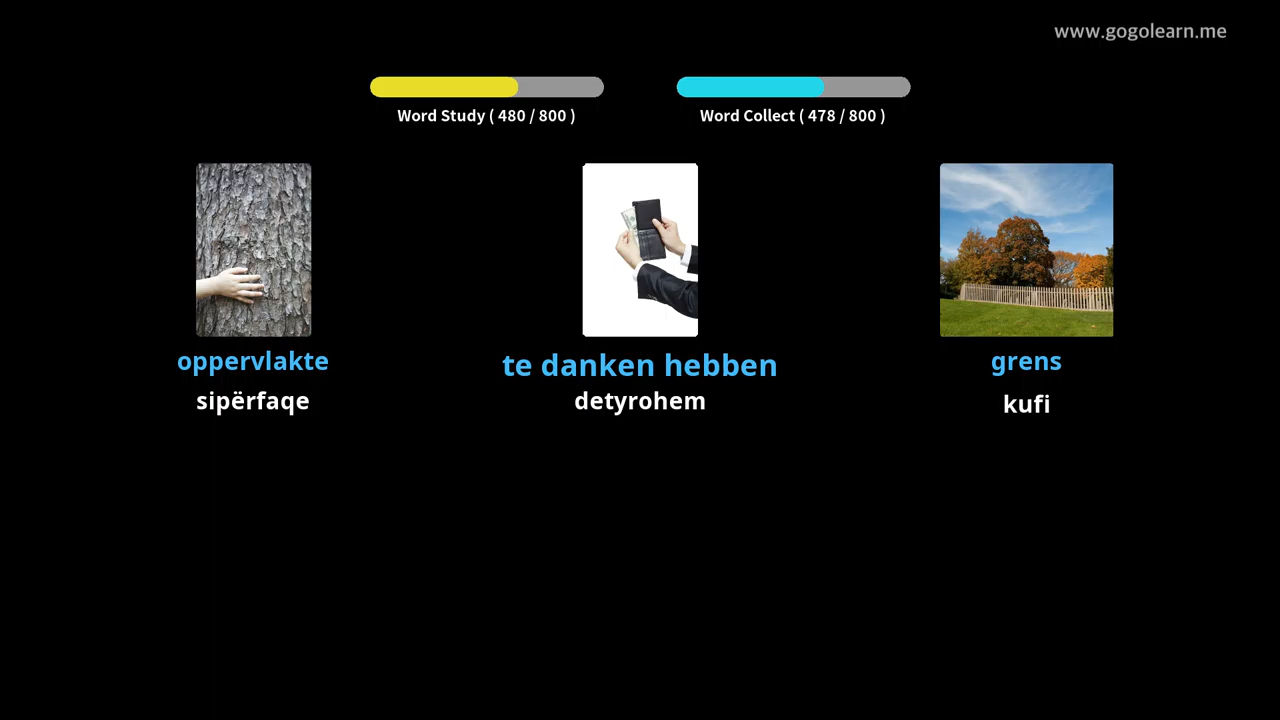 www.gogolearn.me
Word Study ( 480 / 800 )
Word Collect ( 478 / 800 )
oppervlakte
sipërfaqe
te danken hebben
detyrohem
grens
kufi